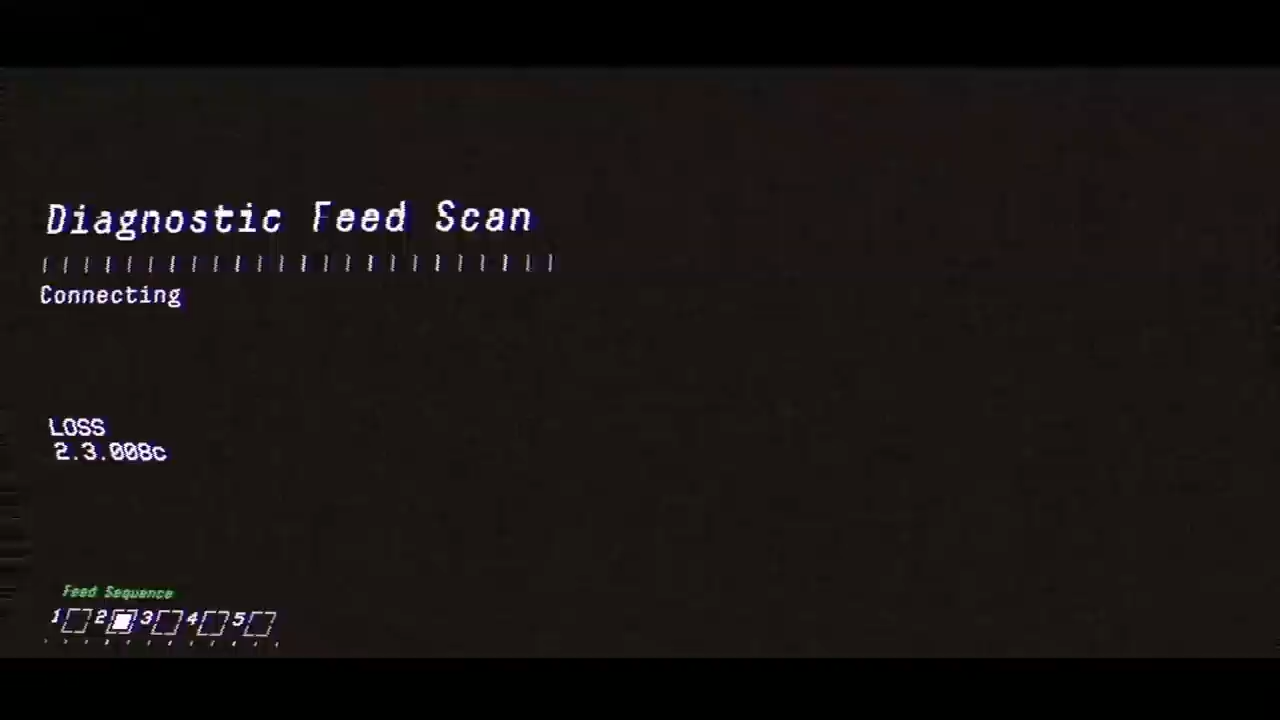 Diagnostic Feed Scan
Connecting
LOSS
2.3.008c
Feed Sequence
1 2 3 4 5